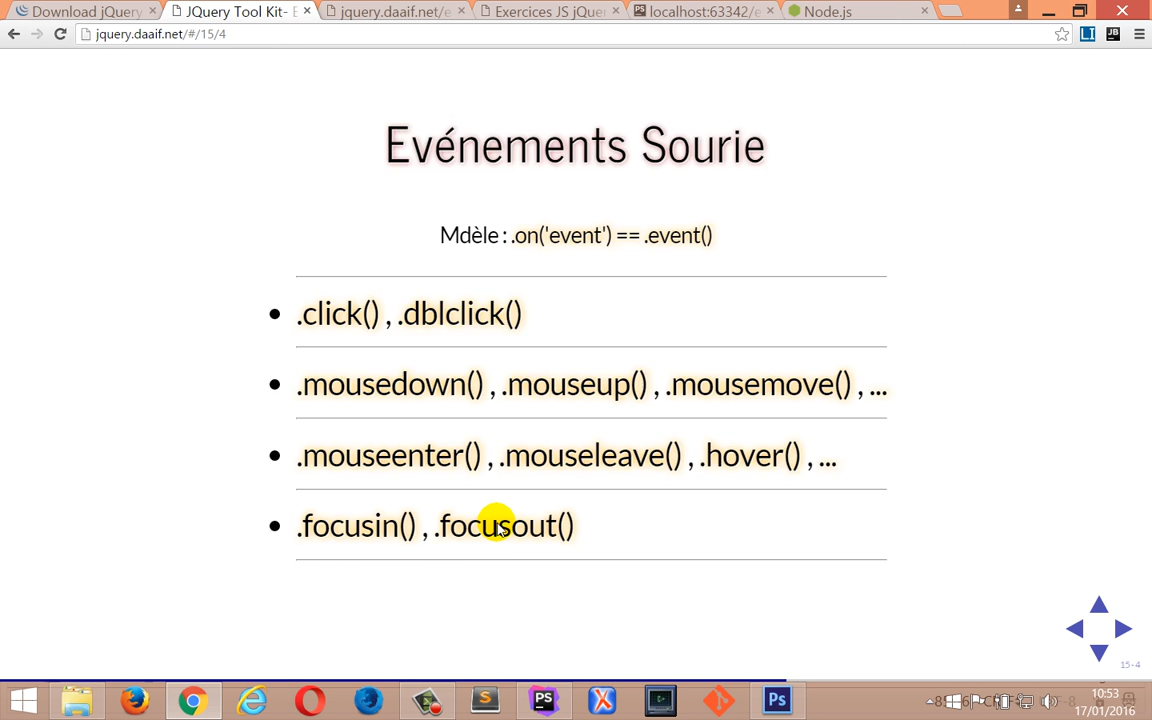 Download jQuery
JQuery Tool Kit- E
jquery.daaif.net/e
Exercices JS jQue
localhost:63342/e
Node.js
jquery.daaif.net/#/15/4
Evénements Sourie
Mdèle : .on('event') == .event()
.click() , .dblclick()
.mousedown() , .mouseup() , .mousemove() , ...
.mouseenter() , .mouseleave() , .hover() , ...
.focusin() , .focusout()
15-4
10:53
17/01/2016